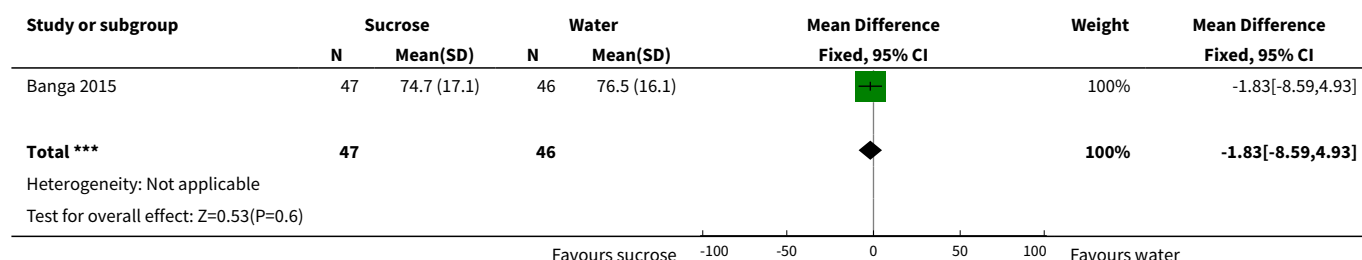 Study or subgroup Sucrose Water Mean Difference Weight Mean Difference
N Mean(SD) N Mean(SD) Fixed, 95% CI Fixed, 95% CI
Banga 2015 47 74.7 (17.1) 46 76.5 (16.1) 100% -1.83[-8.59,4.93]
Total *** 47 46 100% -1.83[-8.59,4.93]
Heterogeneity: Not applicable
Test for overall effect: Z=0.53(P=0.6)
Favours sucrose -100 -50 0 50 100 Favours water